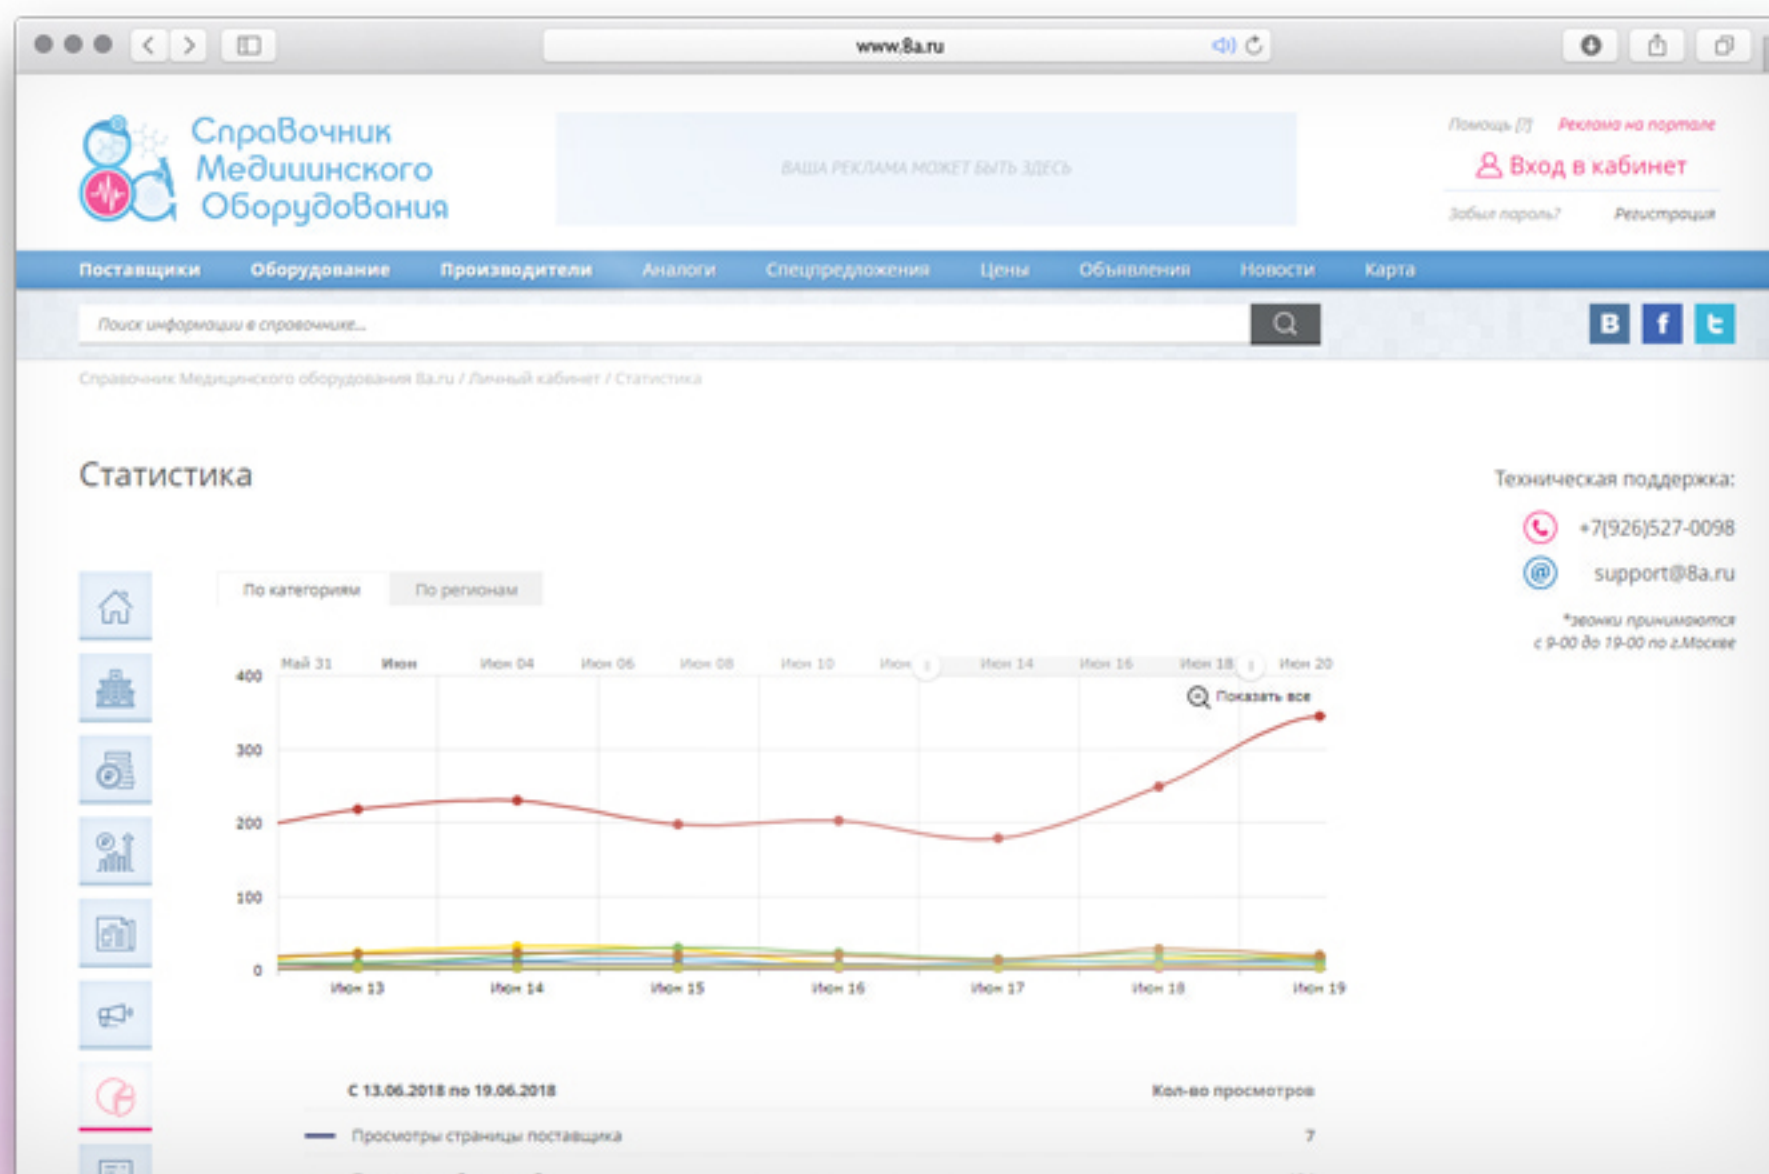 www.8a.ru
Справочник
Медицинского
Оборудования
ВАША РЕКЛАМА МОЖЕТ БЫТЬ ЗДЕСЬ
Помощь [?] Реклама на портале
Вход в кабинет
Забыл пароль? Регистрация
Поставщики Оборудование Производители Аналоги Спецпредложения Цены Объявления Новости Карта
Поиск информации в справочнике...
В f t
Справочник Медицинского оборудования 8a.ru / Личный кабинет / Статистика
Статистика
Техническая поддержка:
+7(926)527-0098
support@8a.ru
*звонки принимаются
с 9-00 до 19-00 по г.Москве
По категориям По регионам
Май 31 Июн Июн 04 Июн 06 Июн 08 Июн 10 Июн Июн 14 Июн 16 Июн 18 Июн 20
Показать все
400
300
200
100
0
Июн 13 Июн 14 Июн 15 Июн 16 Июн 17 Июн 18 Июн 19
С 13.06.2018 по 19.06.2018 Кол-во просмотров
Просмотры страницы поставщика 7